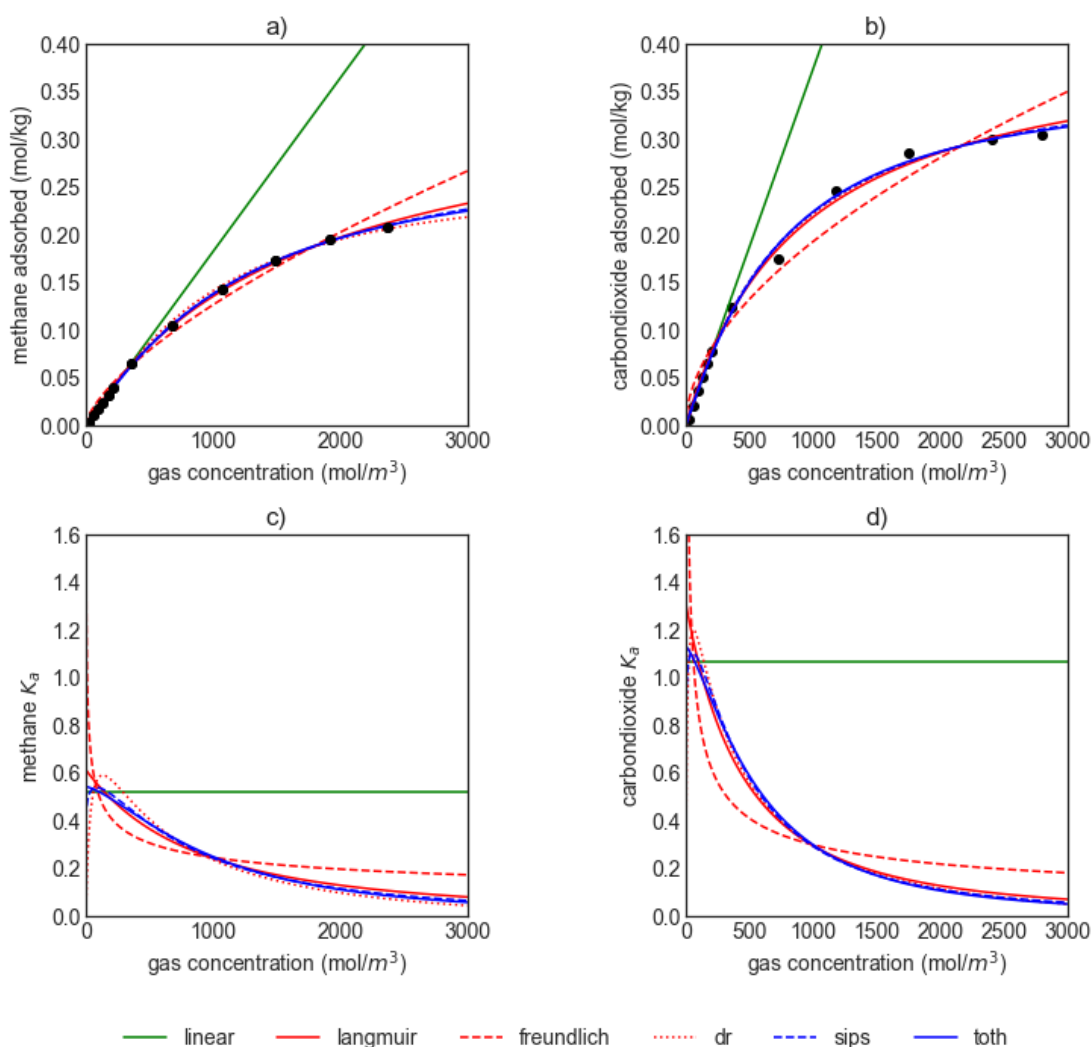 a)
methane adsorbed (mol/kg)
0.40
0.35
0.30
0.25
0.20
0.15
0.10
0.05
0.00
0 1000 2000 3000
gas concentration (mol/m³)
b)
carbondioxide adsorbed (mol/kg)
0.40
0.35
0.30
0.25
0.20
0.15
0.10
0.05
0.00
0 500 1000 1500 2000 2500 3000
gas concentration (mol/m³)
c)
methane Kₐ
1.6
1.4
1.2
1.0
0.8
0.6
0.4
0.2
0.0
0 1000 2000 3000
gas concentration (mol/m³)
d)
carbondioxide Kₐ
1.6
1.4
1.2
1.0
0.8
0.6
0.4
0.2
0.0
0 500 1000 1500 2000 2500 3000
gas concentration (mol/m³)
linear langmuir freundlich dr sips toth